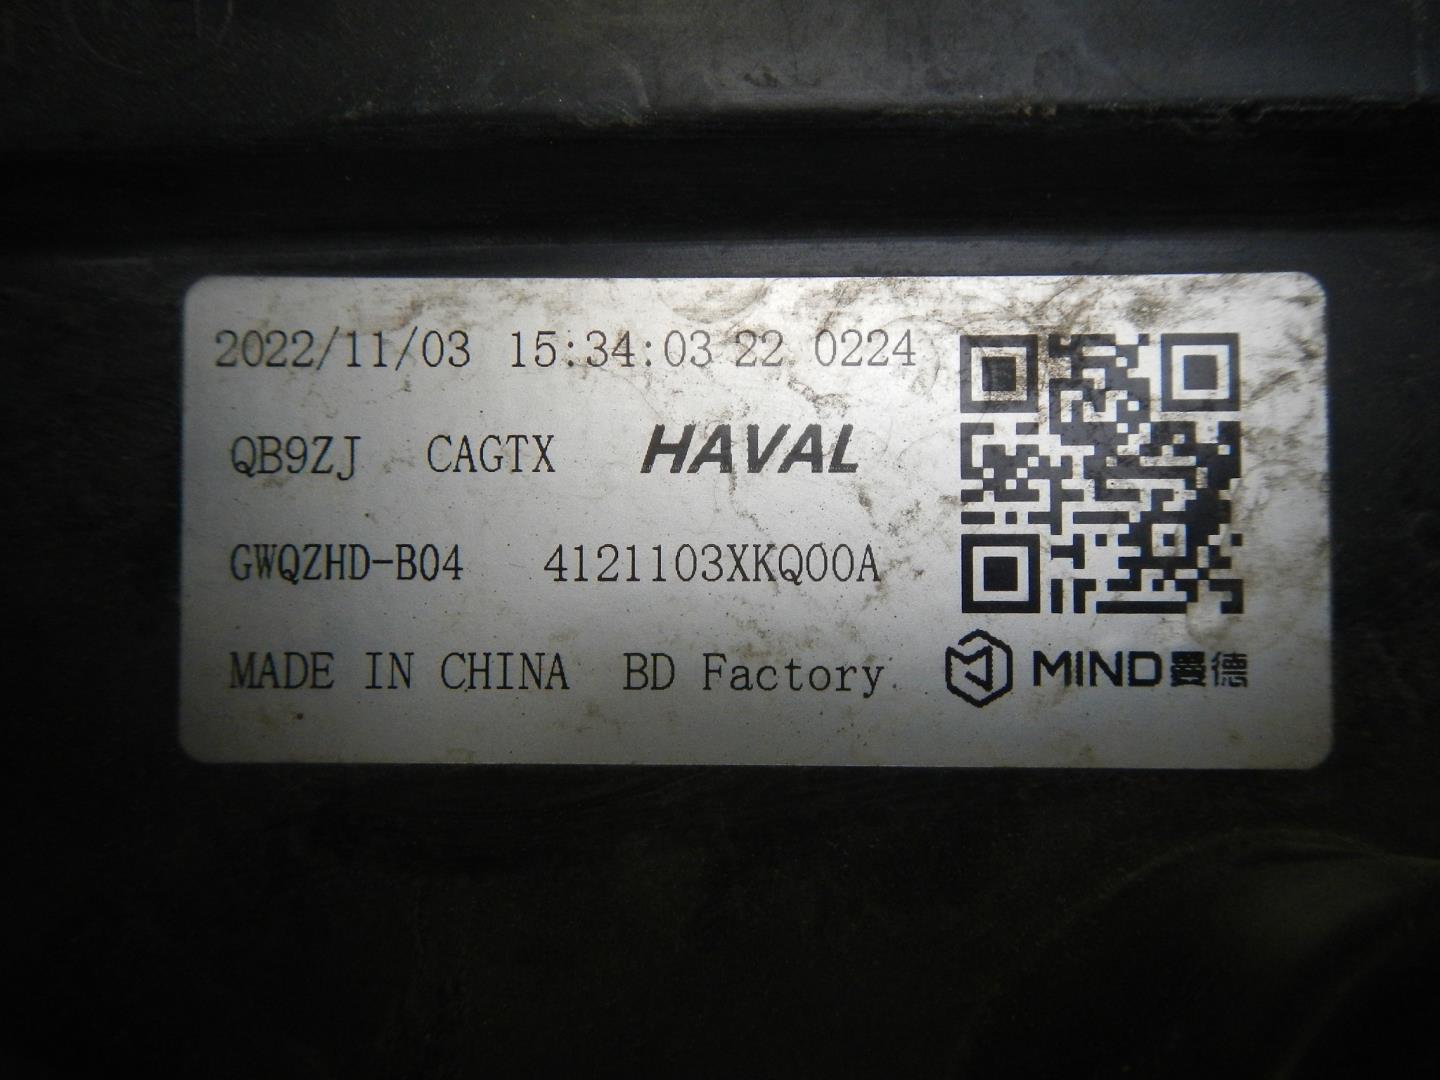 2022/11/03 15:34:03 22 0224
QB9ZJ CAGTX HAVAL
GWQZHD-B04 4121103XKQ00A
MADE IN CHINA BD Factory
MIND曼德